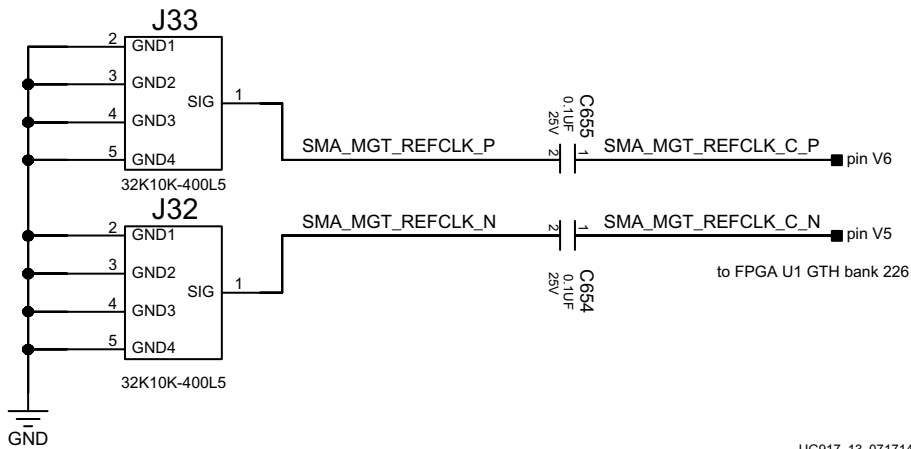 J33
2 GND1
3 GND2
SIG 1
4 GND3
5 GND4
32K10K-400L5
SMA_MGT_REFCLK_P
C655
0.1UF
25V
2 1
SMA_MGT_REFCLK_C_P
pin V6
J32
2 GND1
3 GND2
SIG 1
4 GND3
5 GND4
32K10K-400L5
SMA_MGT_REFCLK_N
2 1
C654
0.1UF
25V
SMA_MGT_REFCLK_C_N
pin V5
to FPGA U1 GTH bank 226
GND
UG917_13_071714